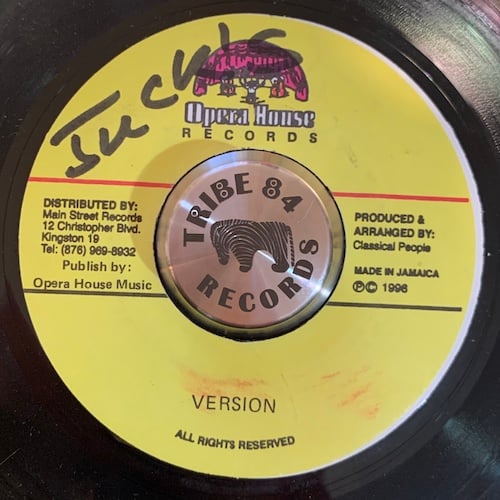 Juck's
Opera House
RECORDS
DISTRIBUTED BY:
Main Street Records
12 Christopher Blvd.
Kingston 19
Tel: (876) 969-8932
Publish by:
Opera House Music
TRIBE 84
RECORDS
PRODUCED &
ARRANGED BY:
Classical People
MADE IN JAMAICA
Ⓟ© 1996
VERSION
ALL RIGHTS RESERVED